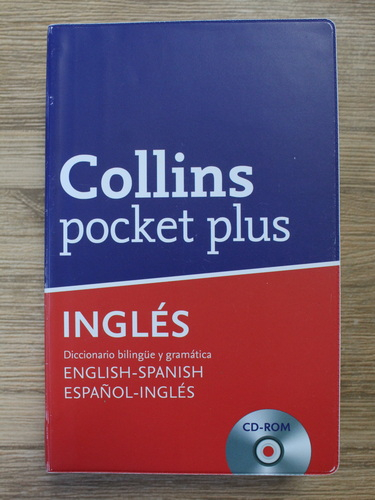 Collins
pocket plus
INGLÉS
Diccionario bilingüe y gramática
ENGLISH-SPANISH
ESPAÑOL-INGLÉS
CD-ROM